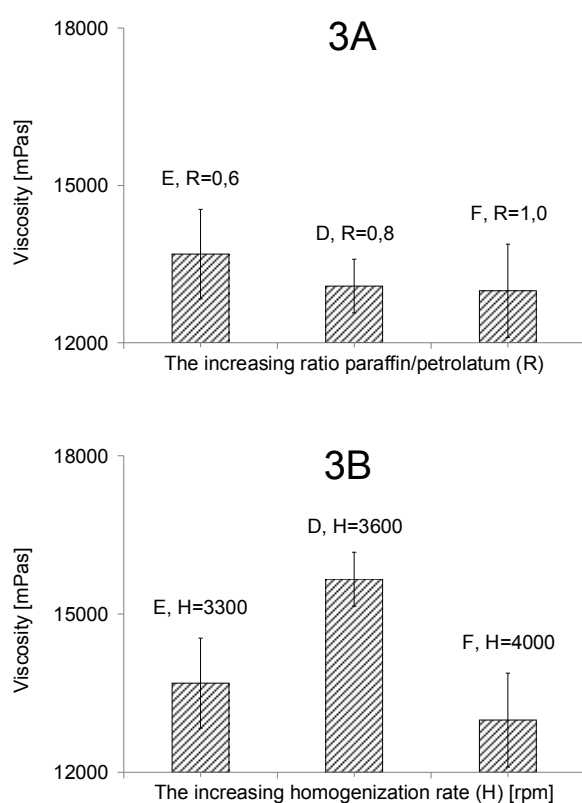 3A
18000
Viscosity [mPas]
15000
12000
E, R=0,6
D, R=0,8
F, R=1,0
The increasing ratio paraffin/petrolatum (R)
3B
18000
Viscosity [mPas]
15000
12000
D, H=3600
E, H=3300
F, H=4000
The increasing homogenization rate (H) [rpm]